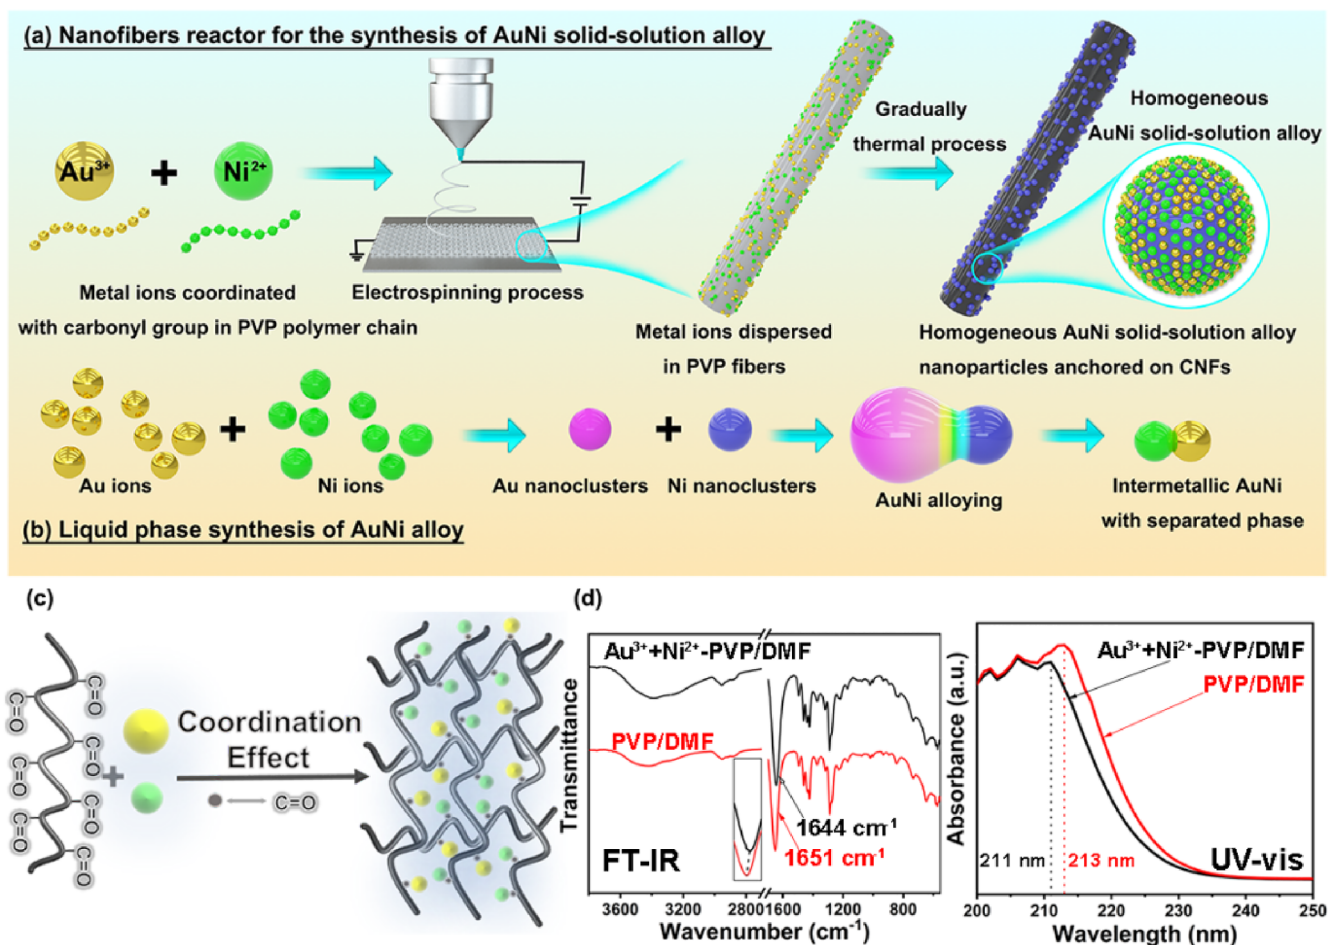 (a) Nanofibers reactor for the synthesis of AuNi solid-solution alloy
Au³⁺
+
Ni²⁺
Metal ions coordinated
with carbonyl group in PVP polymer chain
Electrospinning process
Metal ions dispersed
in PVP fibers
Gradually
thermal process
Homogeneous
AuNi solid-solution alloy
Homogeneous AuNi solid-solution alloy
nanoparticles anchored on CNFs
+
+
Au ions
Ni ions
Au nanoclusters
Ni nanoclusters
AuNi alloying
Intermetallic AuNi
with separated phase
(b) Liquid phase synthesis of AuNi alloy
(c)
C=O
C=O
C=O
C=O
C=O
C=O
C=O
C=O
+
Coordination
Effect
C=O
(d)
Au³⁺+Ni²⁺-PVP/DMF
PVP/DMF
1644 cm⁻¹
1651 cm⁻¹
FT-IR
Transmittance
3600
3200
2800
1600
1200
800
Wavenumber (cm⁻¹)
Absorbance (a.u.)
Au³⁺+Ni²⁺-PVP/DMF
PVP/DMF
211 nm
213 nm
UV-vis
200
210
220
230
240
250
Wavelength (nm)